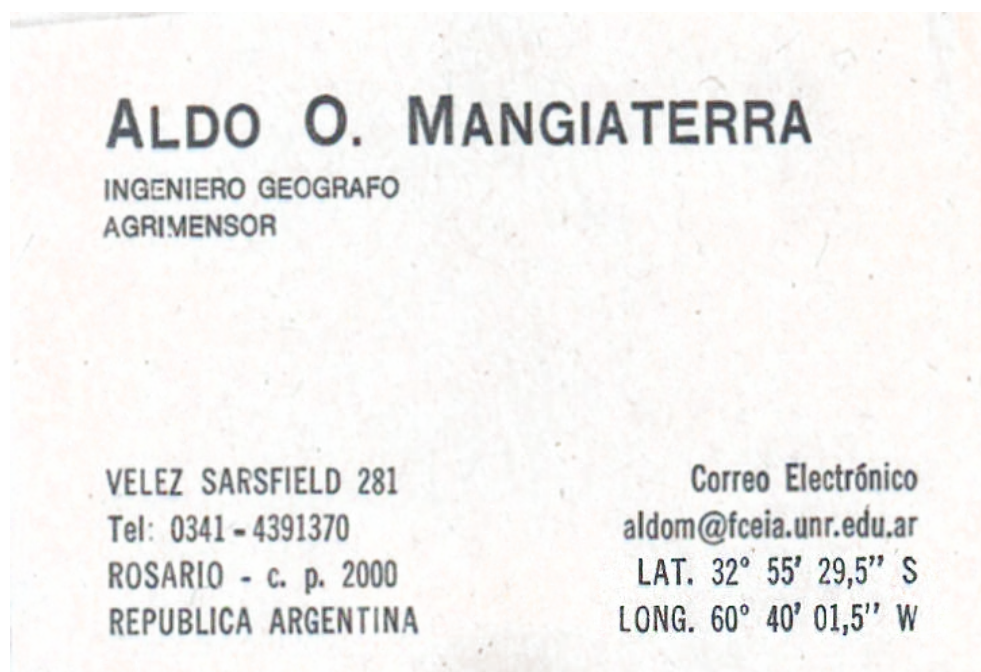 ALDO O. MANGIATERRA
INGENIERO GEOGRAFO
AGRIMENSOR
VELEZ SARSFIELD 281
Tel: 0341-4391370
ROSARIO - c. p. 2000
REPUBLICA ARGENTINA
Correo Electrónico
aldom@fceia.unr.edu.ar
LAT. 32° 55' 29,5'' S
LONG. 60° 40' 01,5'' W